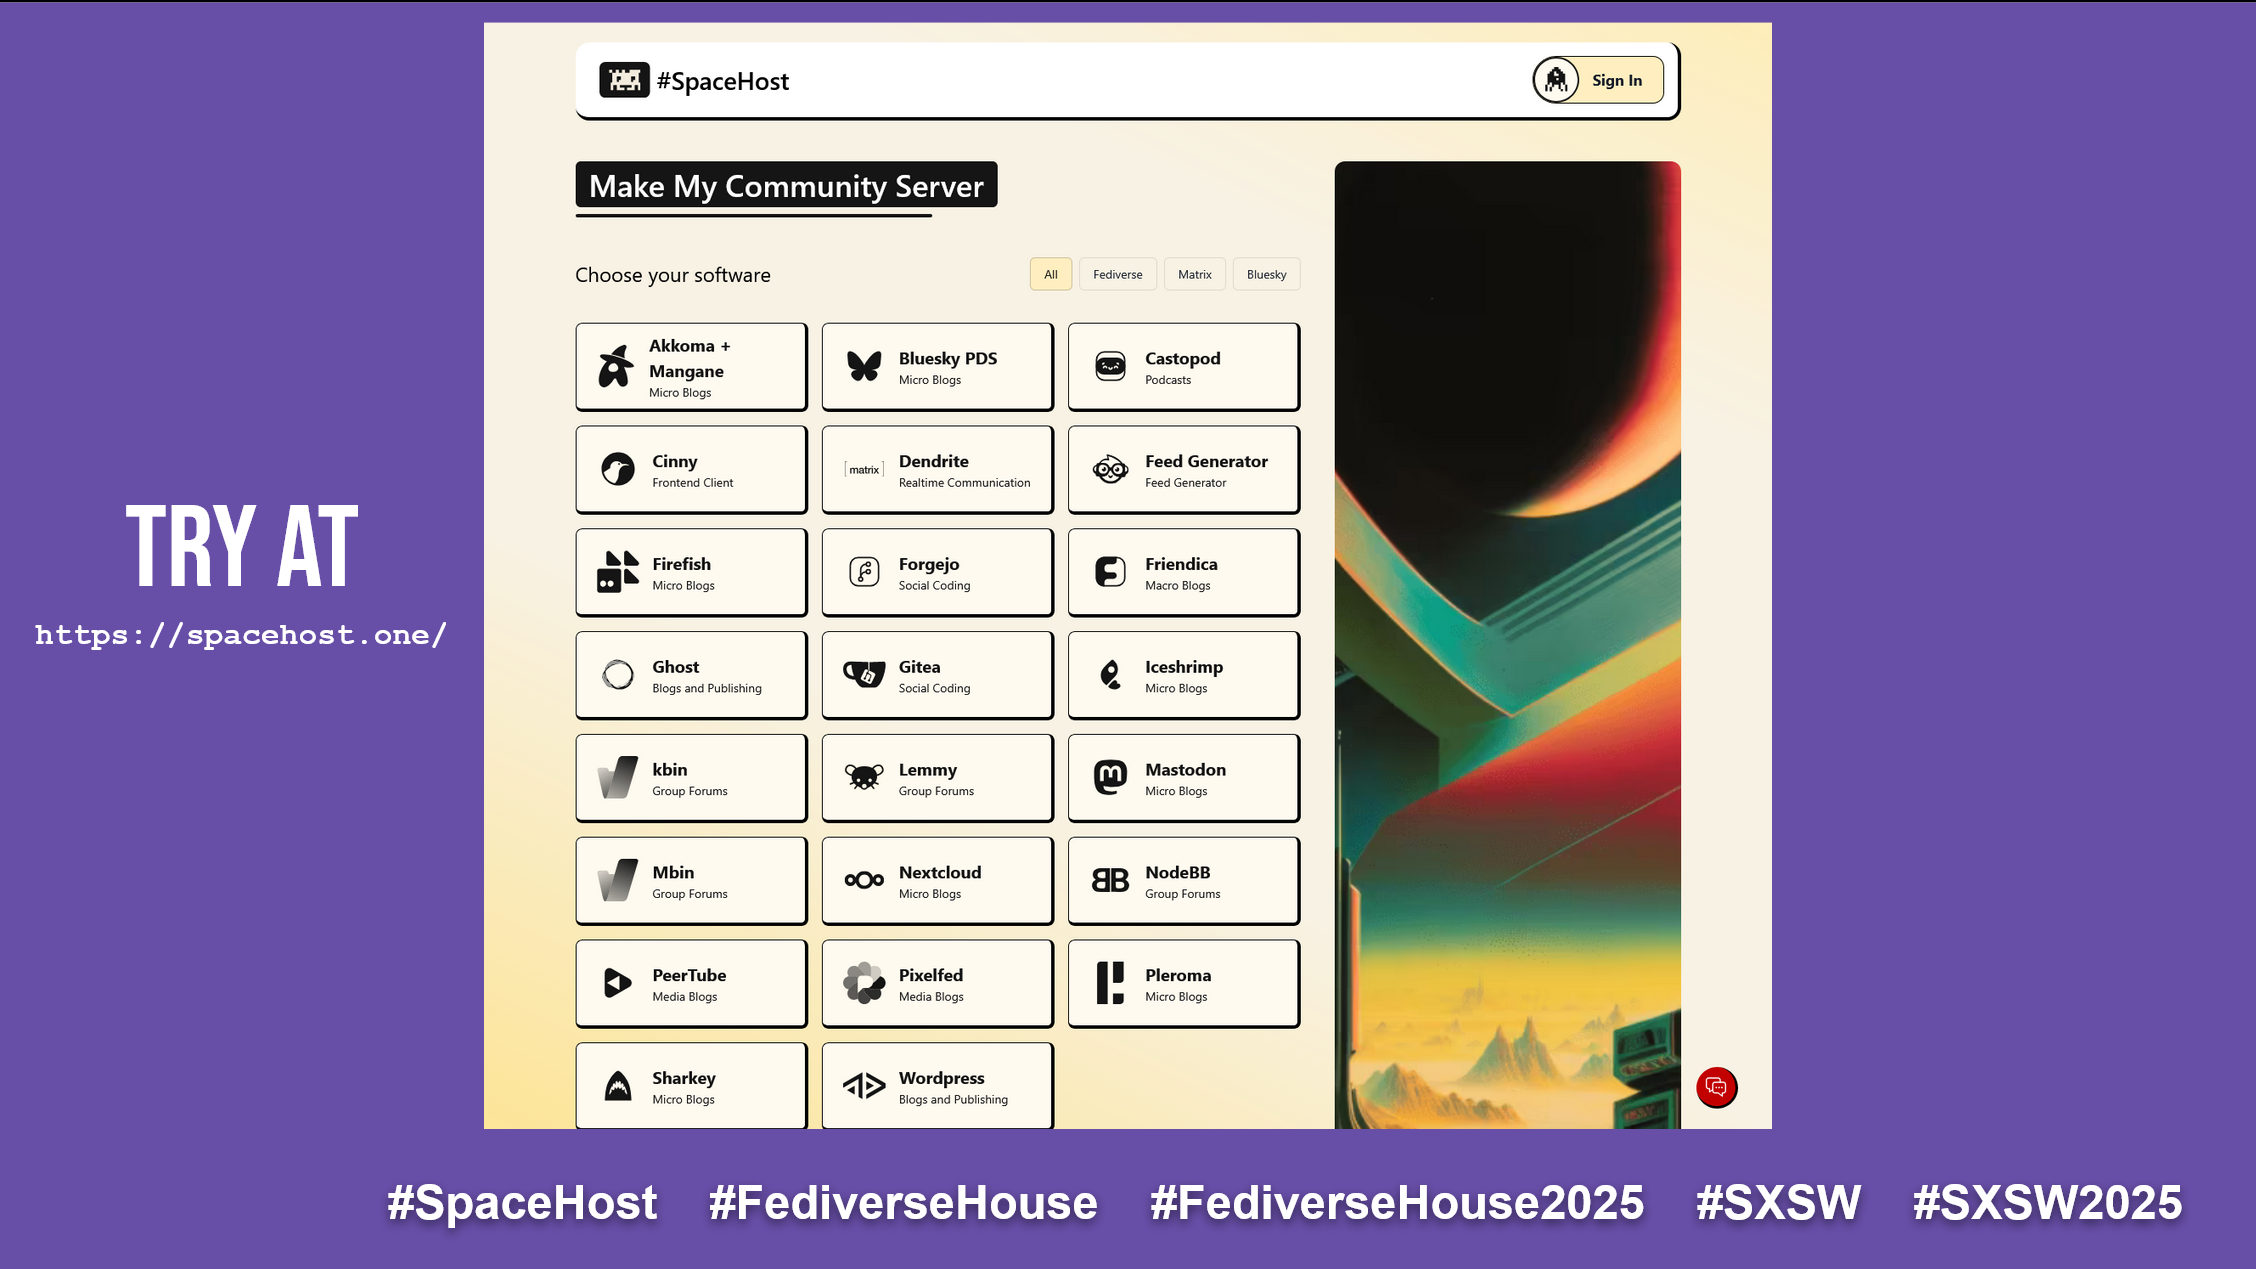 #SpaceHost
Sign In
Make My Community Server
Choose your software
All
Fediverse
Matrix
Bluesky
Akkoma +
Mangane
Micro Blogs
Bluesky PDS
Micro Blogs
Castopod
Podcasts
Cinny
Frontend Client
[matrix]
Dendrite
Realtime Communication
Feed Generator
Feed Generator
Firefish
Micro Blogs
Forgejo
Social Coding
Friendica
Macro Blogs
Ghost
Blogs and Publishing
Gitea
Social Coding
Iceshrimp
Micro Blogs
kbin
Group Forums
Lemmy
Group Forums
Mastodon
Micro Blogs
Mbin
Group Forums
Nextcloud
Micro Blogs
NodeBB
Group Forums
PeerTube
Media Blogs
Pixelfed
Media Blogs
Pleroma
Micro Blogs
Sharkey
Micro Blogs
Wordpress
Blogs and Publishing
TRY AT
https://spacehost.one/
#SpaceHost #FediverseHouse #FediverseHouse2025 #SXSW #SXSW2025